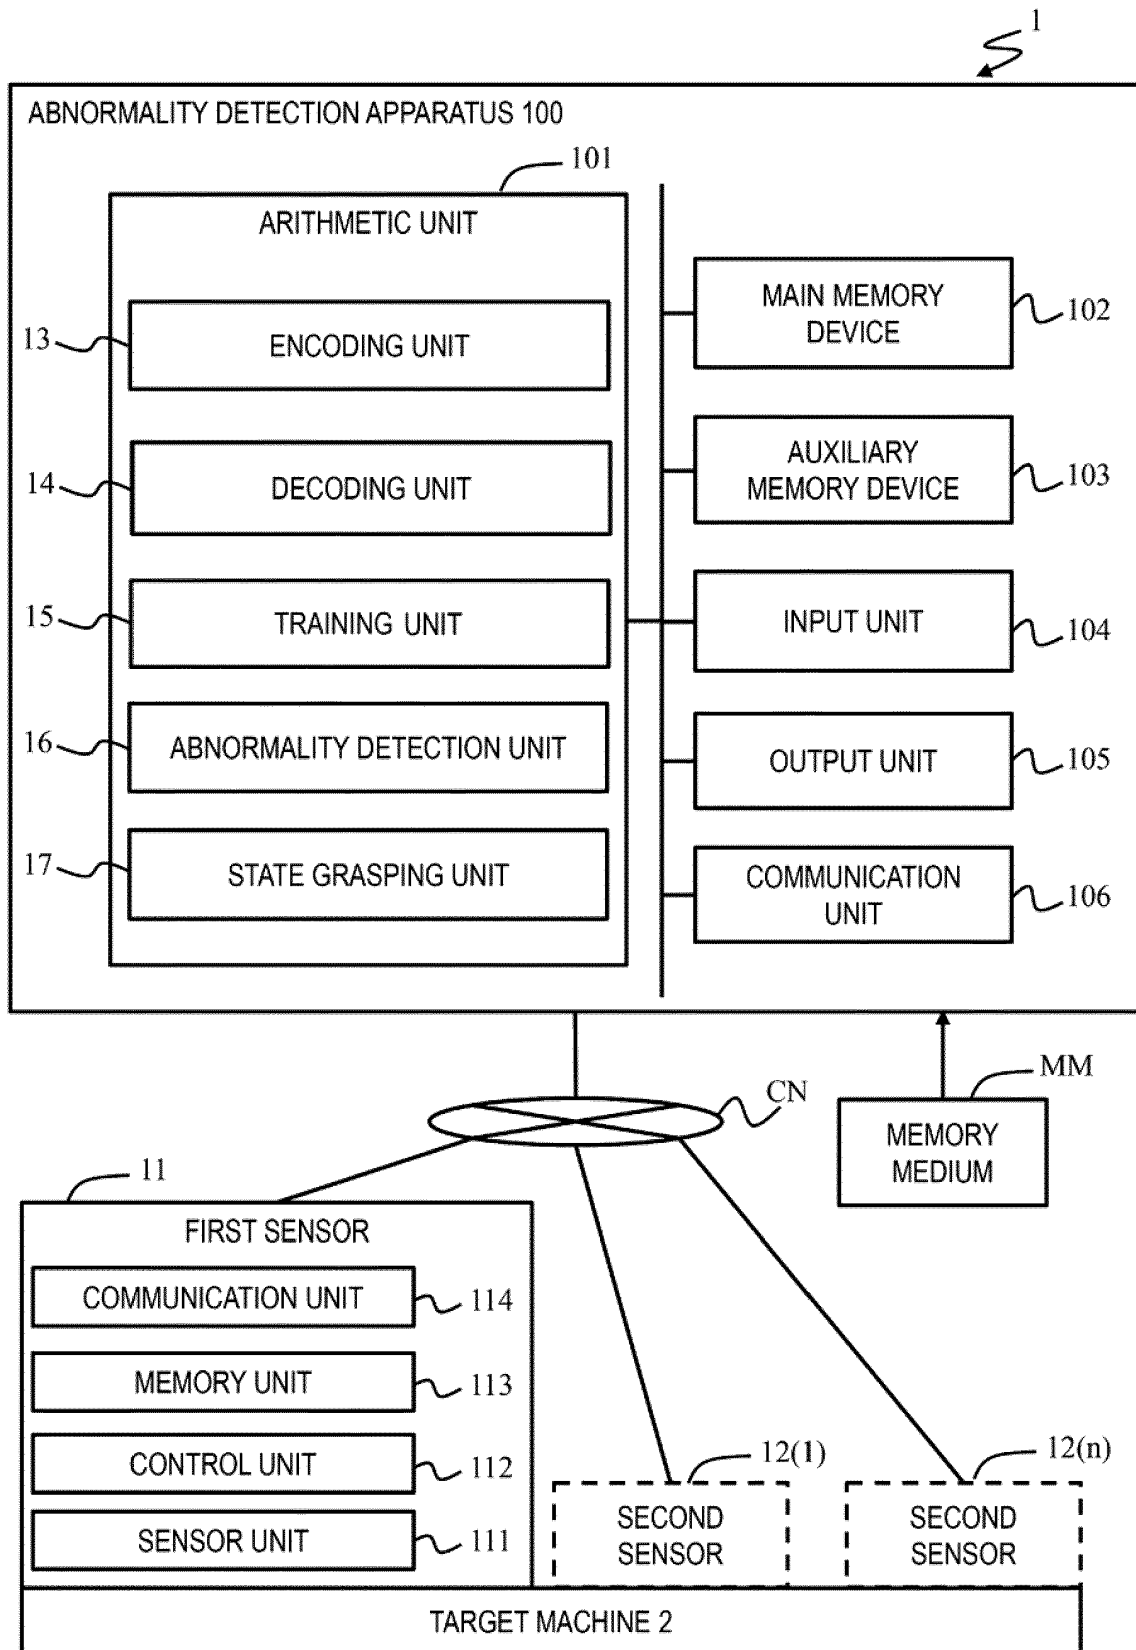 1
ABNORMALITY DETECTION APPARATUS 100
101
ARITHMETIC UNIT
13
ENCODING UNIT
14
DECODING UNIT
15
TRAINING UNIT
16
ABNORMALITY DETECTION UNIT
17
STATE GRASPING UNIT
MAIN MEMORY
DEVICE
102
AUXILIARY
MEMORY DEVICE
103
INPUT UNIT
104
OUTPUT UNIT
105
COMMUNICATION
UNIT
106
CN
MM
MEMORY
MEDIUM
11
FIRST SENSOR
COMMUNICATION UNIT
114
MEMORY UNIT
113
CONTROL UNIT
112
SENSOR UNIT
111
12(1)
SECOND
SENSOR
12(n)
SECOND
SENSOR
TARGET MACHINE 2